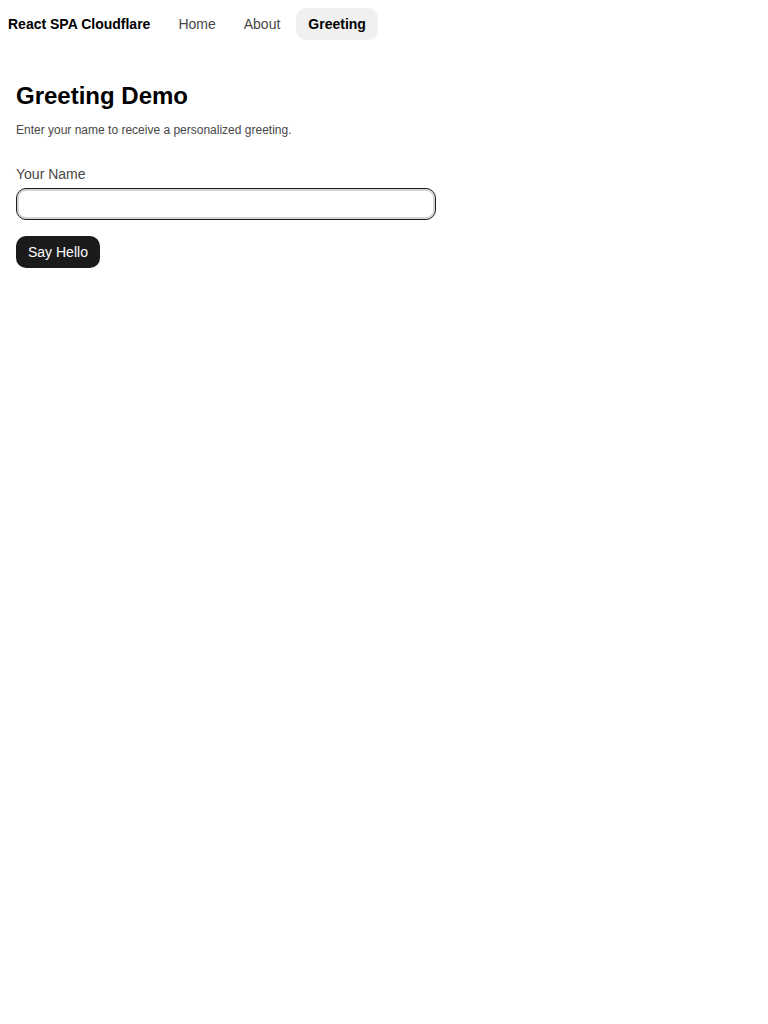 React SPA Cloudflare Home About Greeting
Greeting Demo
Enter your name to receive a personalized greeting.
Your Name
Say Hello